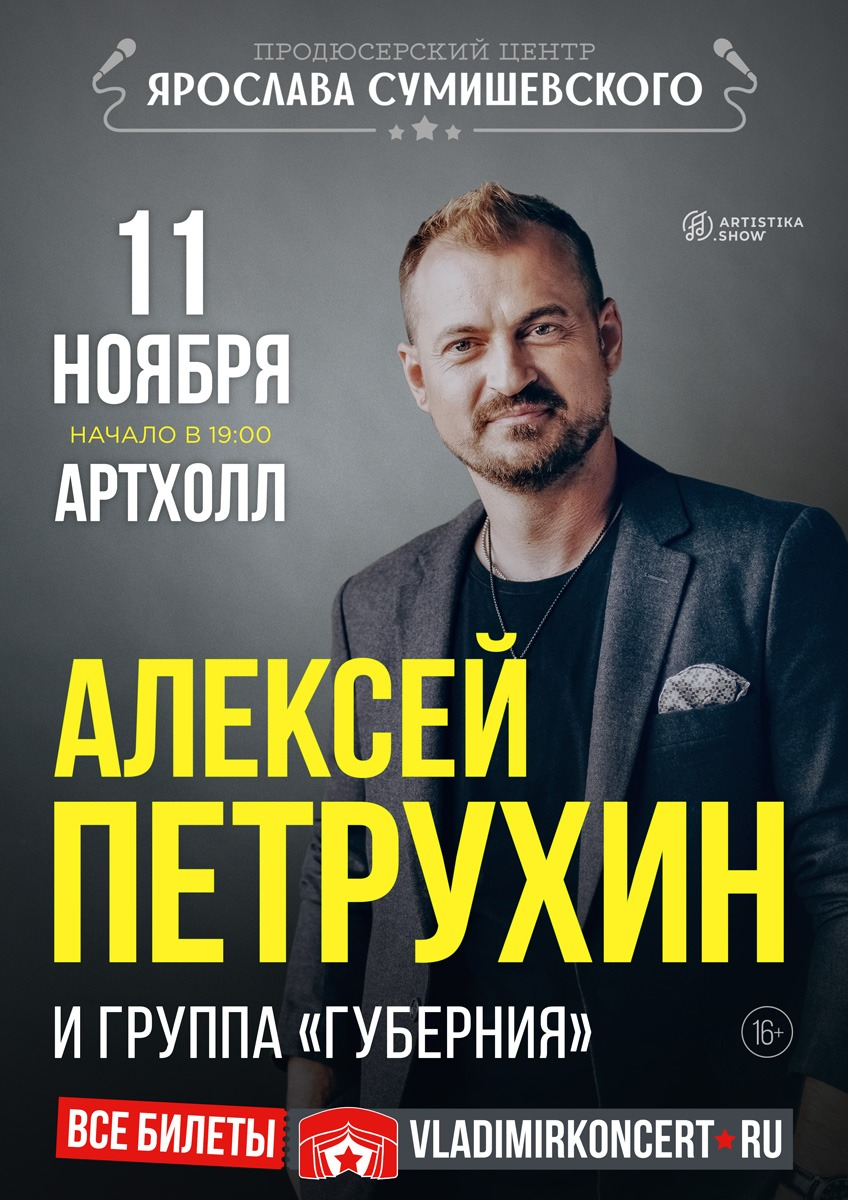 ПРОДЮСЕРСКИЙ ЦЕНТР
ЯРОСЛАВА СУМИШЕВСКОГО
ARTISTIKA
.SHOW
11
НОЯБРЯ
НАЧАЛО В 19:00
АРТХОЛЛ
АЛЕКСЕЙ
ПЕТРУХИН
И ГРУППА «ГУБЕРНИЯ»
16+
ВСЕ БИЛЕТЫ
VLADIMIRKONCERT★RU